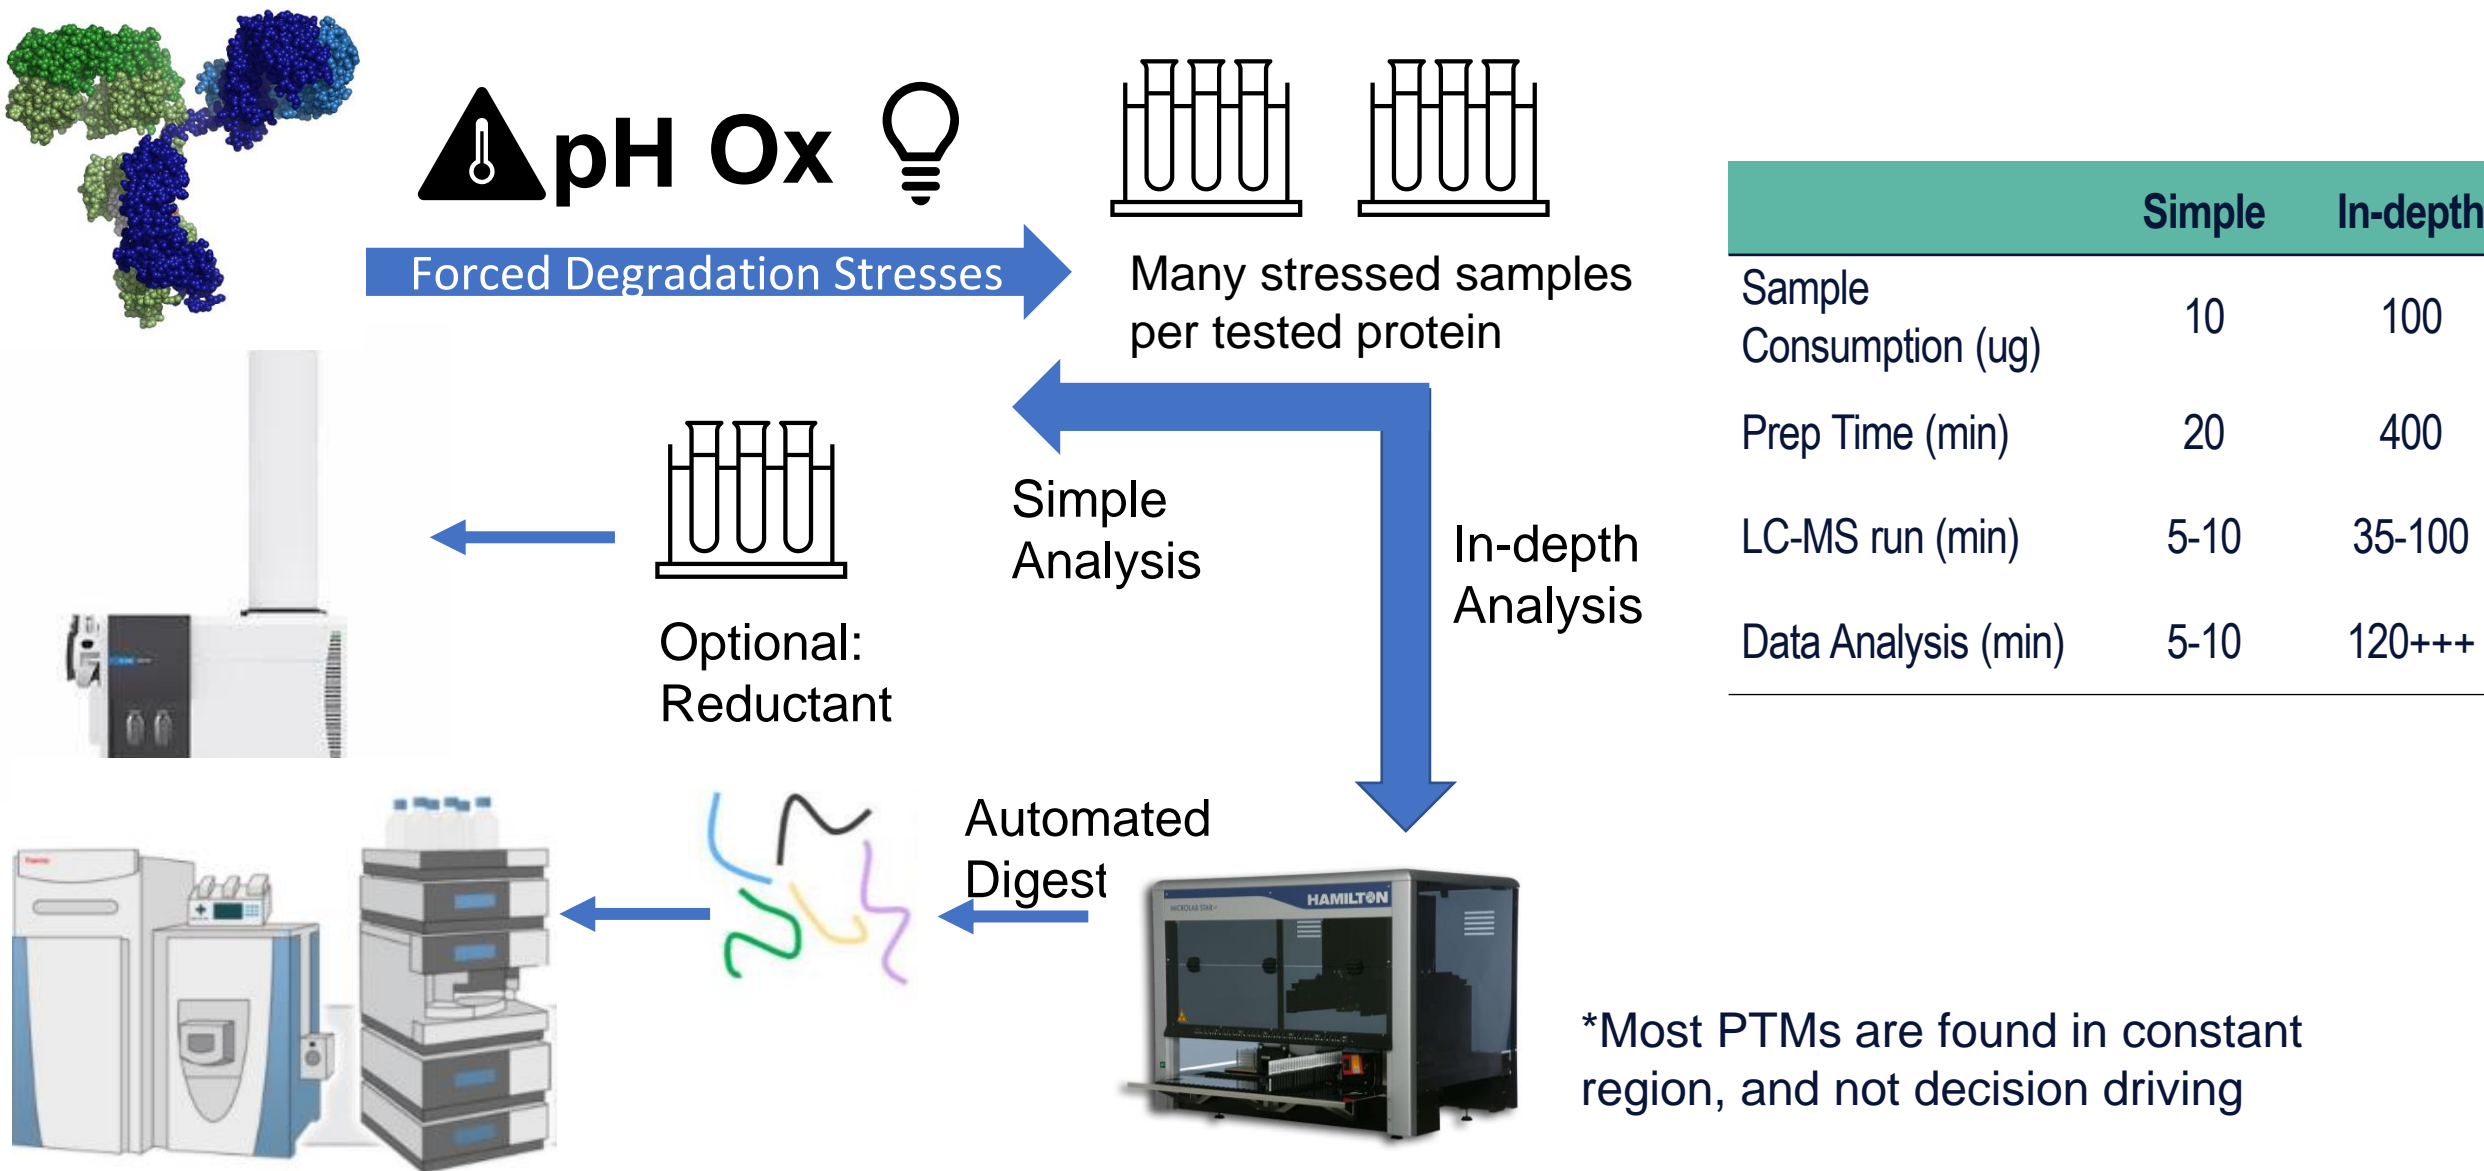 pH Ox
Forced Degradation Stresses
Many stressed samples
per tested protein
Simple In-depth
Sample
Consumption (ug) 10 100
Prep Time (min) 20 400
LC-MS run (min) 5-10 35-100
Data Analysis (min) 5-10 120+++
Simple
Analysis
In-depth
Analysis
Optional:
Reductant
Automated
Digest
Thermo
HAMILTON
MICROLAB STAR
*Most PTMs are found in constant
region, and not decision driving